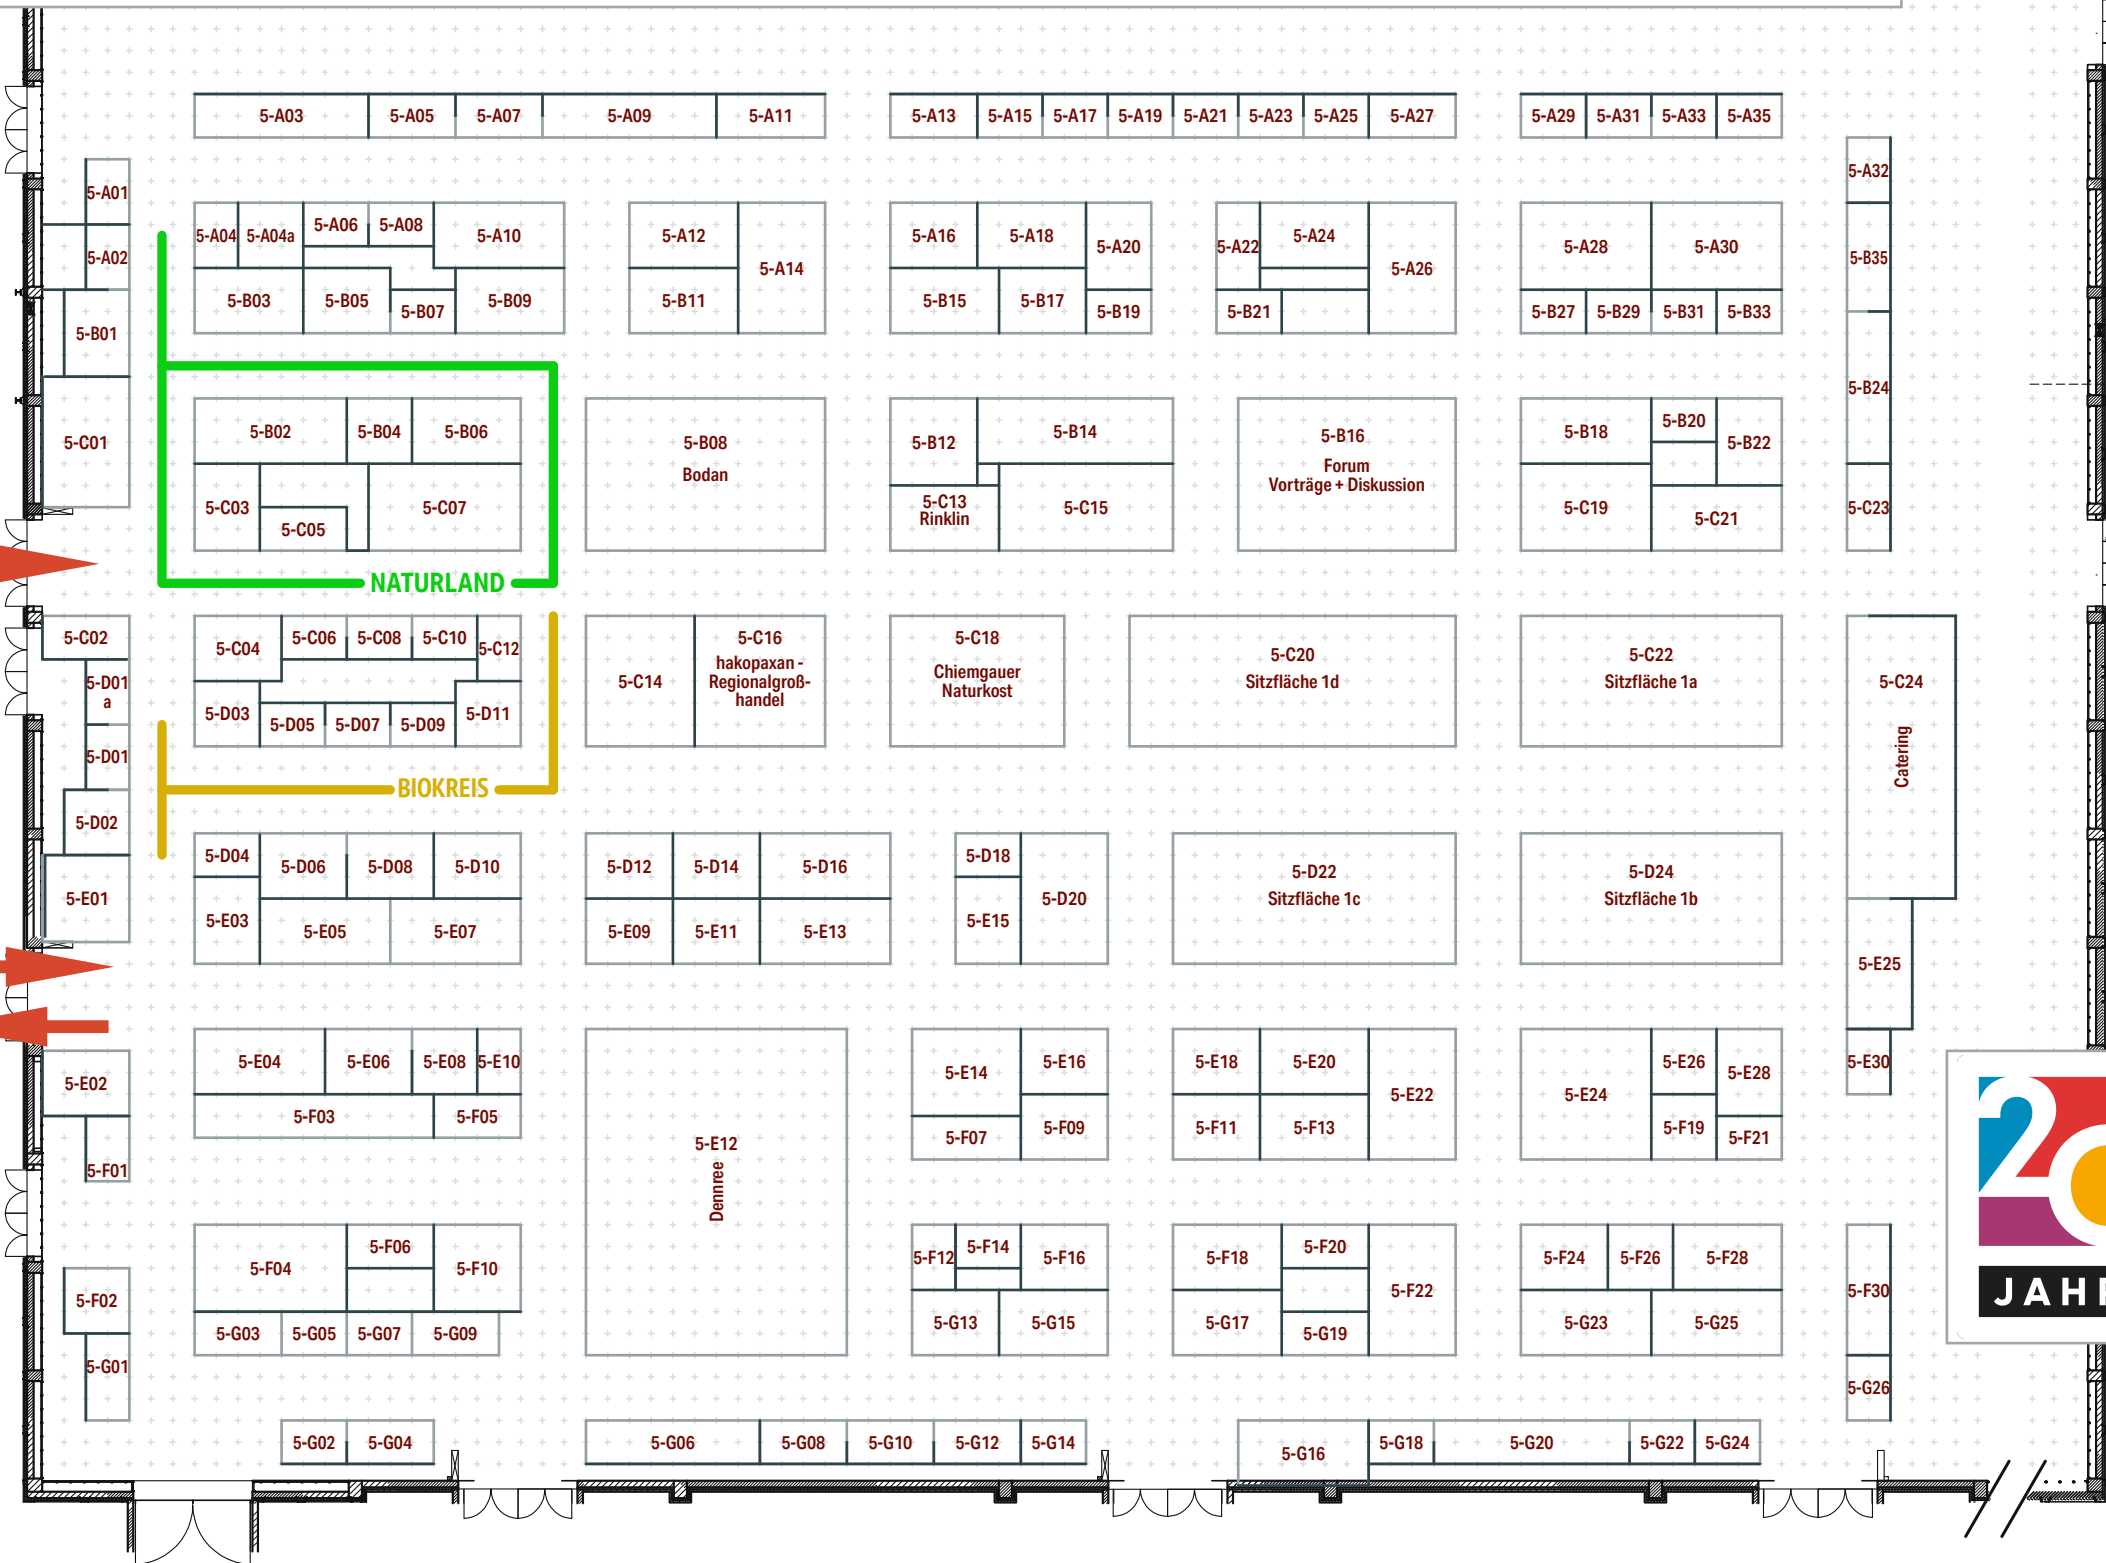 5-A03 5-A05 5-A07 5-A09 5-A11 5-A13 5-A15 5-A17 5-A19 5-A21 5-A23 5-A25 5-A27 5-A29 5-A31 5-A33 5-A35
5-A32
5-A01
5-A04 5-A04a 5-A06 5-A08 5-A10 5-A12 5-A14 5-A16 5-A18 5-A20 5-A22 5-A24 5-A26 5-A28 5-A30
5-A02
5-B35
5-B03 5-B05 5-B07 5-B09 5-B11 5-B15 5-B17 5-B19 5-B21 5-B27 5-B29 5-B31 5-B33
5-B01
5-B24
5-B02 5-B04 5-B06
5-B08
Bodan
5-B12 5-B14
5-B16
Forum
Vorträge + Diskussion
5-B18 5-B20 5-B22
5-C01
5-C03 5-C05 5-C07
5-C13
Rinklin
5-C15
5-C19 5-C21
5-C23
NATURLAND
5-C02
5-C04 5-C06 5-C08 5-C10 5-C12
5-C14
5-C16
hakopaxan -
Regionalgroß-
handel
5-C18
Chiemgauer
Naturkost
5-C20
Sitzfläche 1d
5-C22
Sitzfläche 1a
5-C24
Catering
5-D01
a
5-D03 5-D05 5-D07 5-D09 5-D11
5-D01
BIOKREIS
5-D02
5-D04 5-D06 5-D08 5-D10 5-D12 5-D14 5-D16 5-D18 5-D20
5-D22
Sitzfläche 1c
5-D24
Sitzfläche 1b
5-E01
5-E03 5-E05 5-E07 5-E09 5-E11 5-E13 5-E15
5-E25
5-E02
5-E04 5-E06 5-E08 5-E10
5-E12
Dennree
5-E14 5-E16 5-E18 5-E20 5-E22 5-E24 5-E26 5-E28 5-E30
5-F03 5-F05 5-F07 5-F09 5-F11 5-F13 5-F19 5-F21
5-F01
20
JAH
5-F02
5-F04 5-F06 5-F10 5-F12 5-F14 5-F16 5-F18 5-F20 5-F22 5-F24 5-F26 5-F28 5-F30
5-G03 5-G05 5-G07 5-G09 5-G13 5-G15 5-G17 5-G19 5-G23 5-G25
5-G01
5-G26
5-G02 5-G04 5-G06 5-G08 5-G10 5-G12 5-G14 5-G16 5-G18 5-G20 5-G22 5-G24